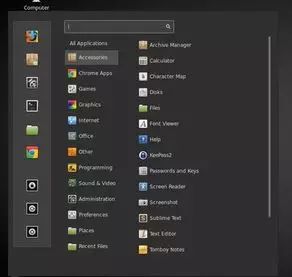 Computer
All Applications
Accessories
Chrome Apps
Games
Graphics
Internet
Office
Other
Programming
Sound & Video
Administration
Preferences
Places
Recent Files
Archive Manager
Calculator
Character Map
Disks
Files
Font Viewer
Help
KeePass2
Passwords and Keys
Screen Reader
Screenshot
Sublime Text
Text Editor
Tomboy Notes